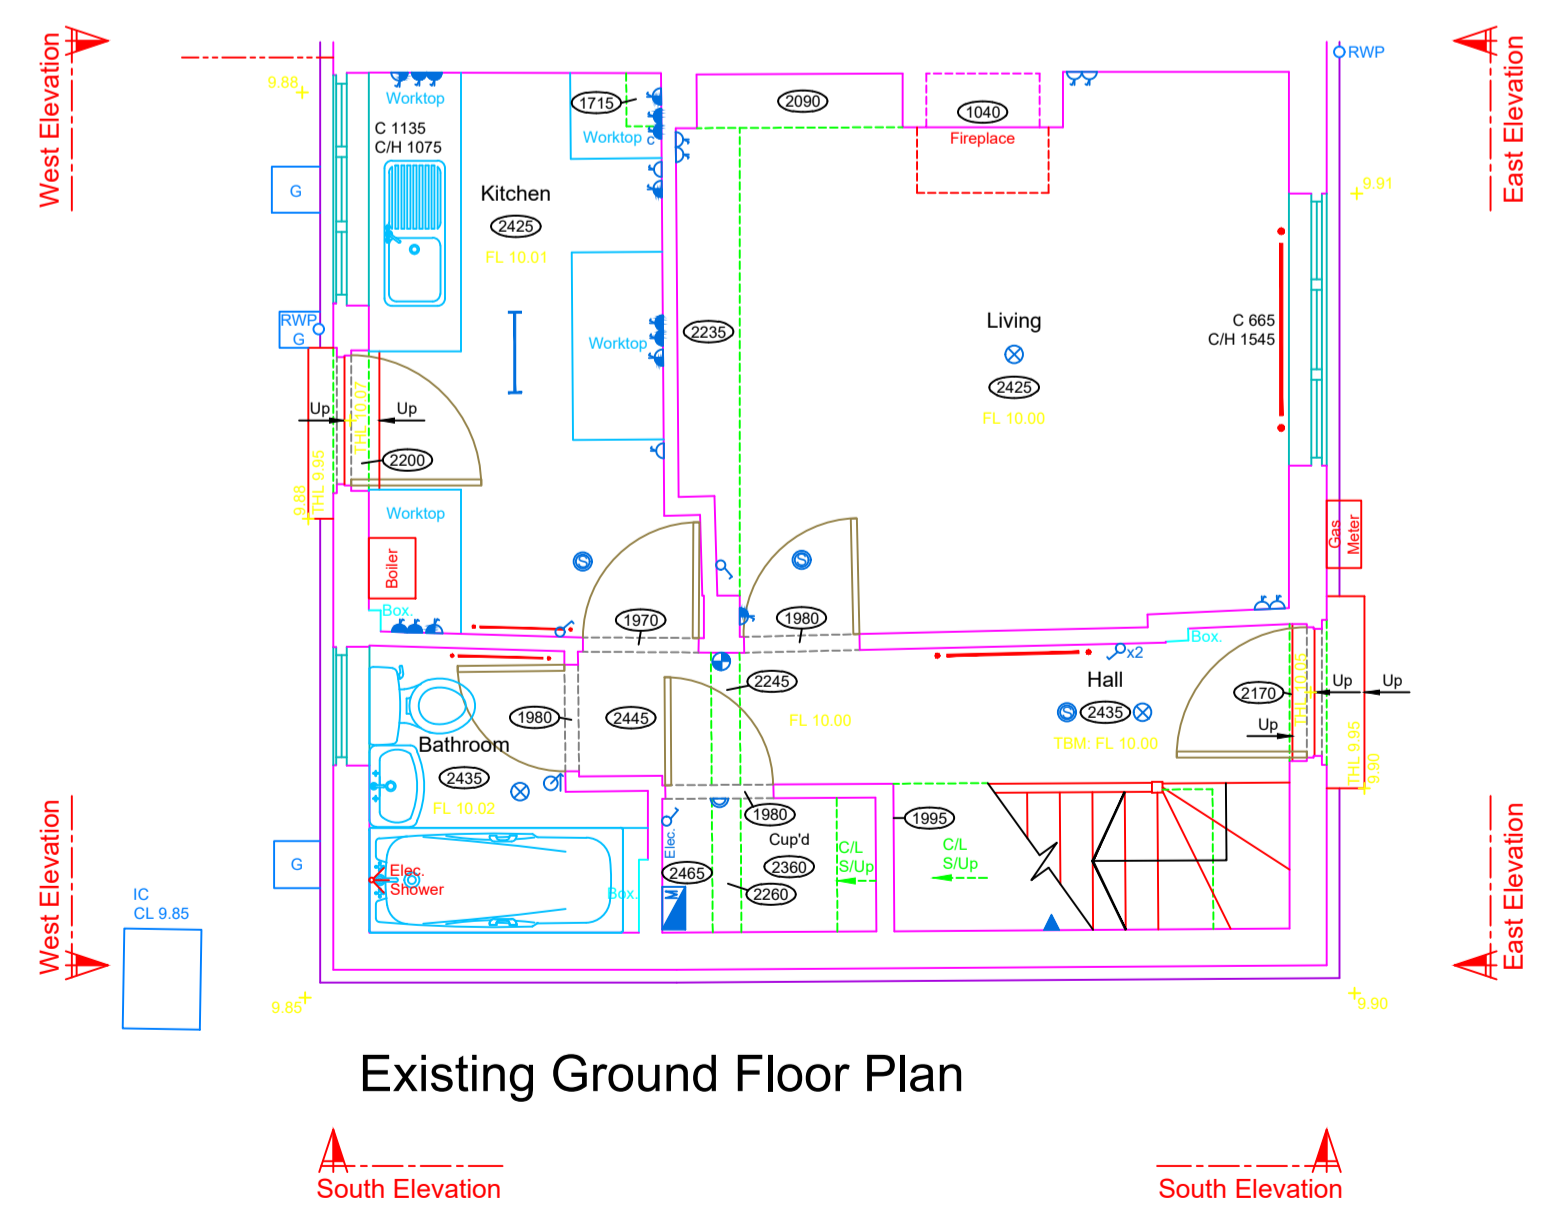 West Elevation
East Elevation
RWP
9.88
Worktop
1715
2090
1040
C 1135
C/H 1075
Worktop
C
Fireplace
G
Kitchen
9.91
2425
FL 10.01
RWP
G
Worktop
2235
Living
C 665
C/H 1545
2425
FL 10.00
Up
Up
THL 10.07
2200
THL 9.95
9.88
Worktop
Boiler
Gas
Meter
S
S
Box.
1970
1980
Box.
x2
2245
Hall
Up
Up
2170
THL 10.05
1980
2445
FL 10.00
S
2435
Up
TBM: FL 10.00
THL 9.95
9.90
Bathroom
2435
FL 10.02
1980
1995
Elec.
Cup'd
C/L
S/Up
C/L
S/Up
G
Elec.
Shower
2465
2360
Box.
M
2260
West Elevation
East Elevation
IC
CL 9.85
9.85
9.90
Existing Ground Floor Plan
South Elevation
South Elevation